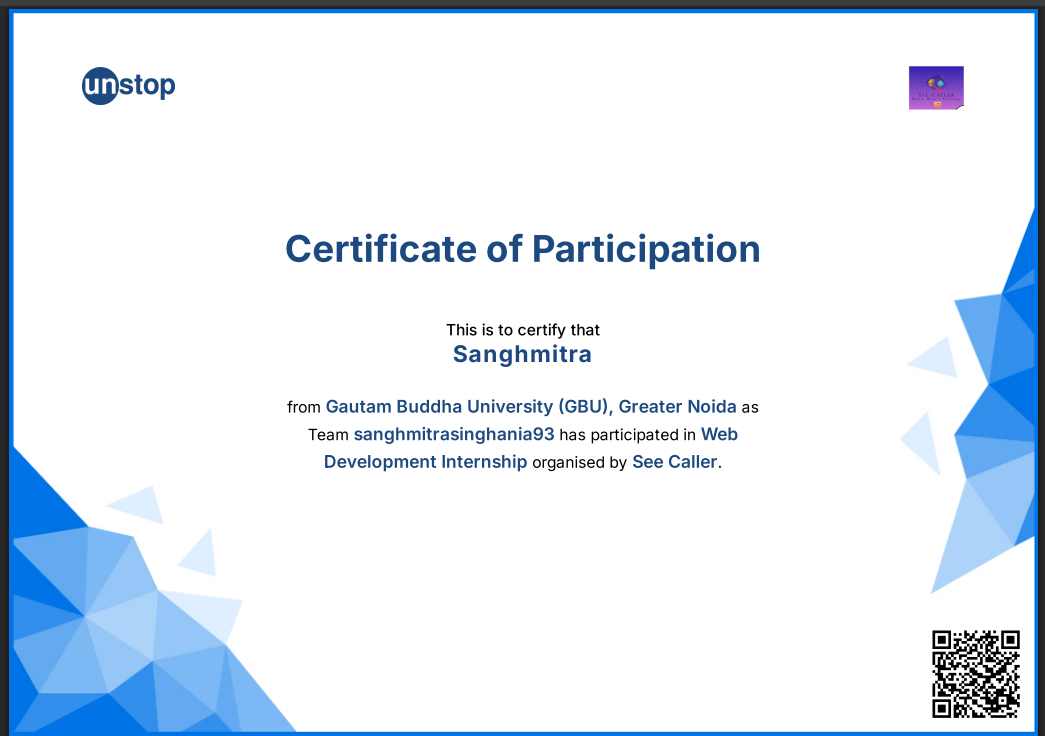 unstop
SEE CALLER
Certificate of Participation
This is to certify that
Sanghmitra
from Gautam Buddha University (GBU), Greater Noida as
Team sanghmitrasinghania93 has participated in Web
Development Internship organised by See Caller.